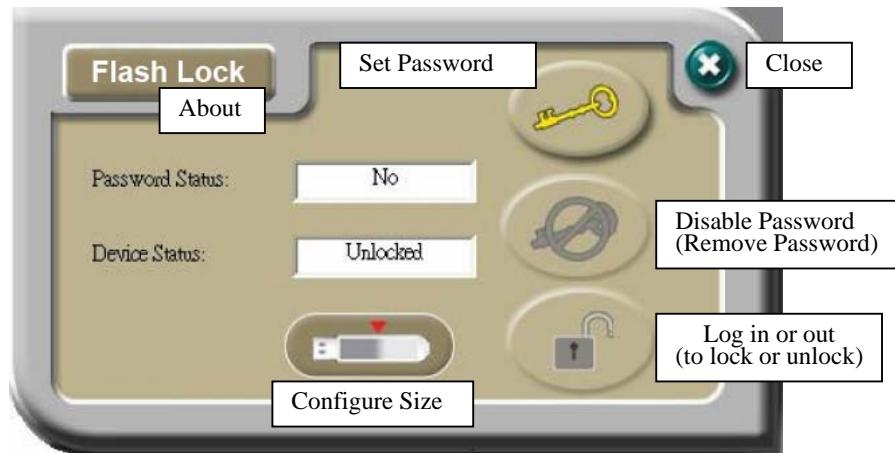 Flash Lock
About
Set Password
Close
Password Status:
No
Disable Password
(Remove Password)
Device Status:
Unlocked
Log in or out
(to lock or unlock)
Configure Size